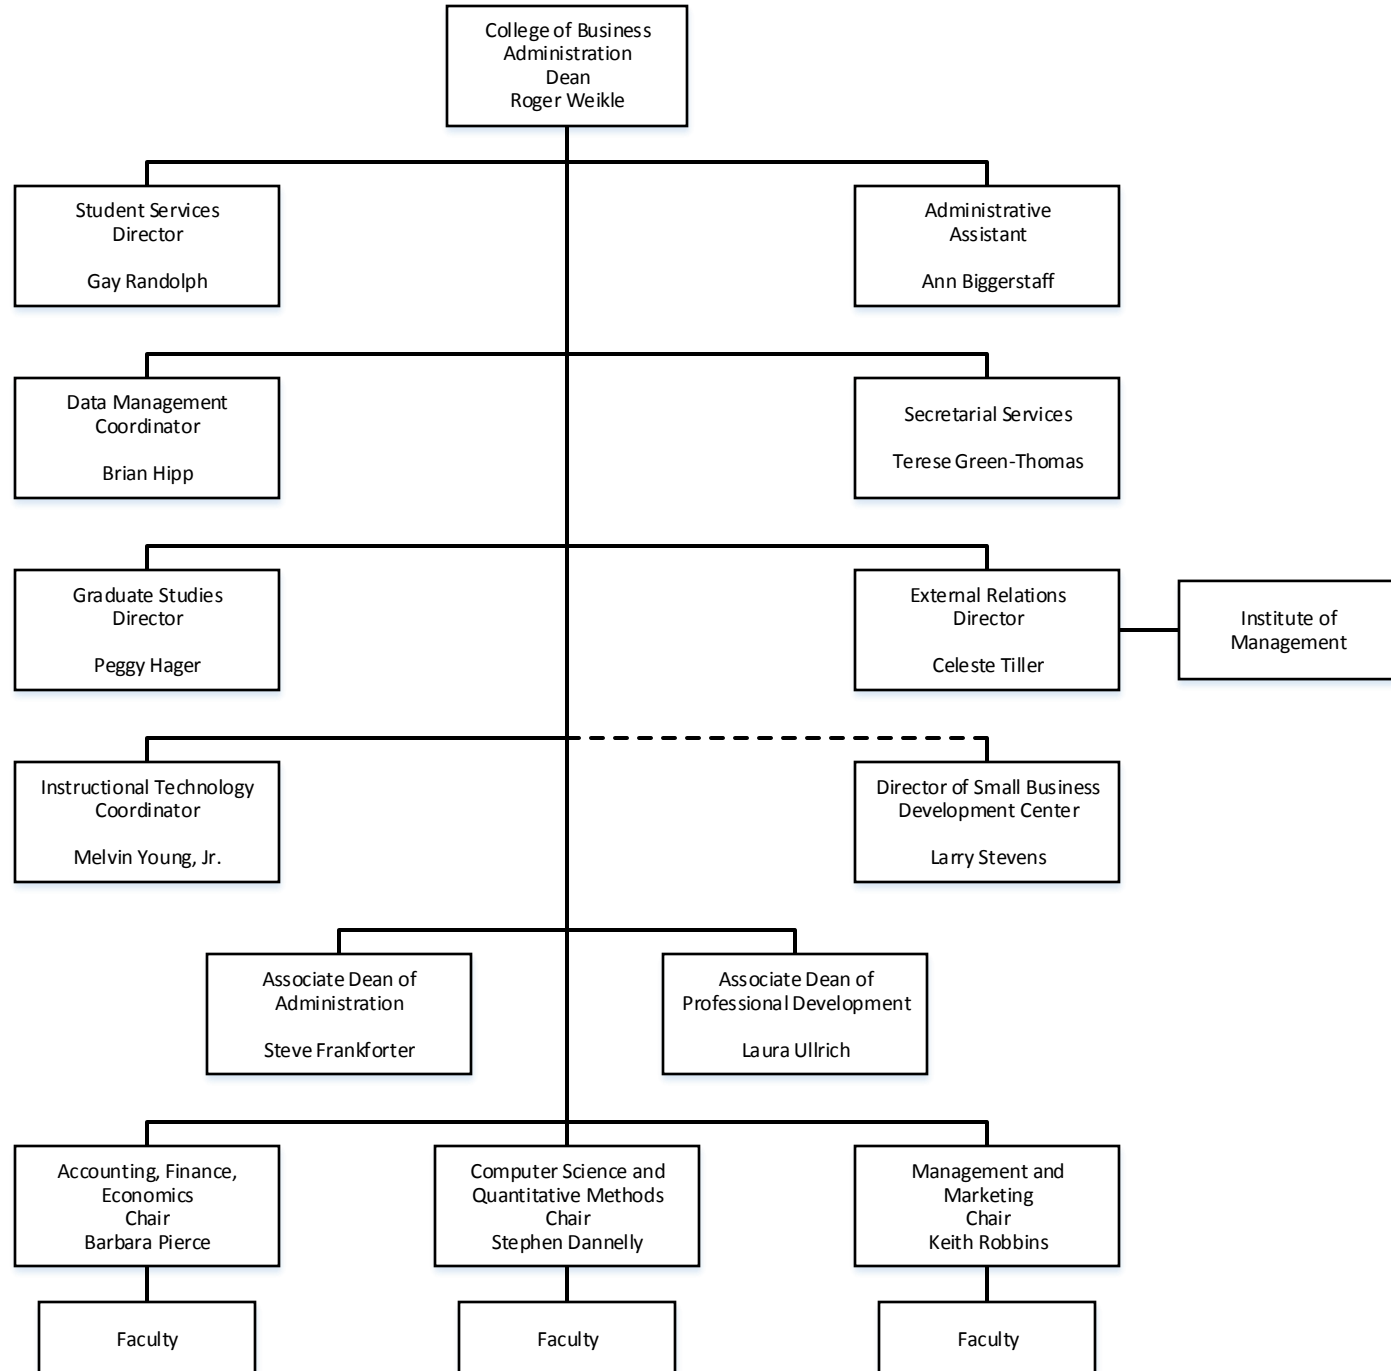 College of Business
Administration
Dean
Roger Weikle
Student Services
Director
Gay Randolph
Administrative
Assistant
Ann Biggerstaff
Data Management
Coordinator
Brian Hipp
Secretarial Services
Terese Green-Thomas
Graduate Studies
Director
Peggy Hager
External Relations
Director
Celeste Tiller
Institute of
Management
Instructional Technology
Coordinator
Melvin Young, Jr.
Director of Small Business
Development Center
Larry Stevens
Associate Dean of
Administration
Steve Frankforter
Associate Dean of
Professional Development
Laura Ullrich
Accounting, Finance,
Economics
Chair
Barbara Pierce
Computer Science and
Quantitative Methods
Chair
Stephen Dannelly
Management and
Marketing
Chair
Keith Robbins
Faculty
Faculty
Faculty